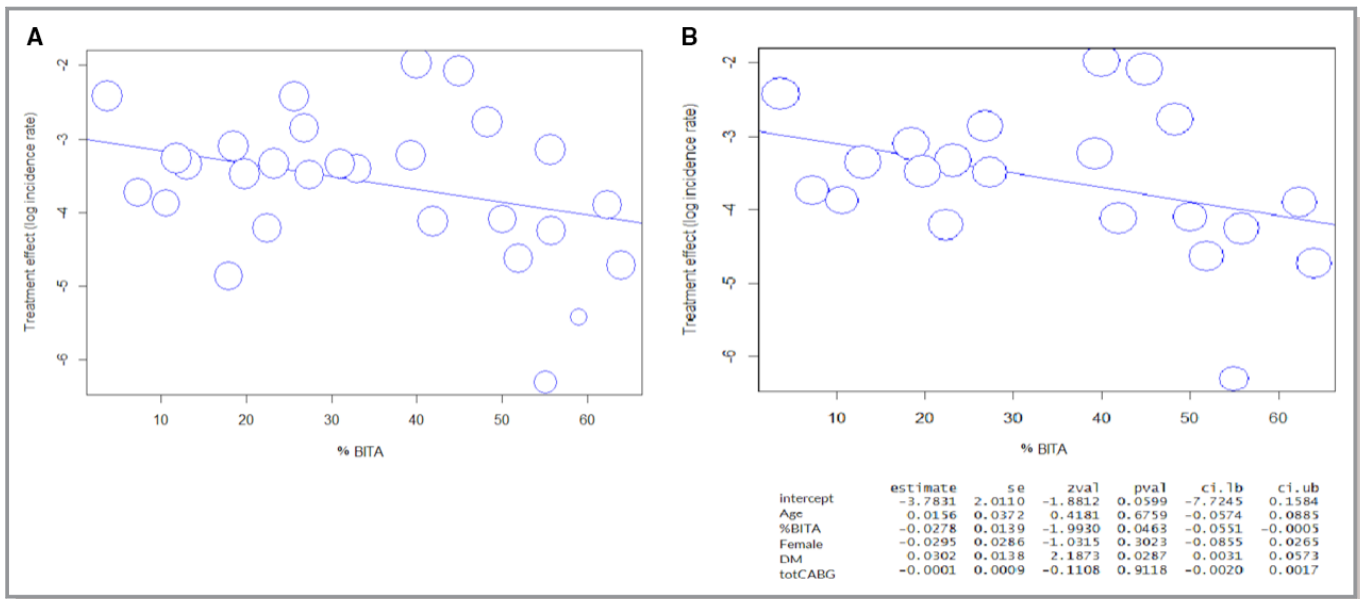 A
Treatment effect (log incidence rate)
-2
-3
-4
-5
-6
10 20 30 40 50 60
% BITA
B
Treatment effect (log incidence rate)
-2
-3
-4
-5
-6
10 20 30 40 50 60
% BITA
estimate se zval pval ci.lb ci.ub
intercept -3.7831 2.0110 -1.8812 0.0599 -7.7245 0.1584
Age 0.0156 0.0372 0.4181 0.6759 -0.0574 0.0885
%BITA -0.0278 0.0139 -1.9930 0.0463 -0.0551 -0.0005
Female -0.0295 0.0286 -1.0315 0.3023 -0.0855 0.0265
DM 0.0302 0.0138 2.1873 0.0287 0.0031 0.0573
totCABG -0.0001 0.0009 -0.1108 0.9118 -0.0020 0.0017